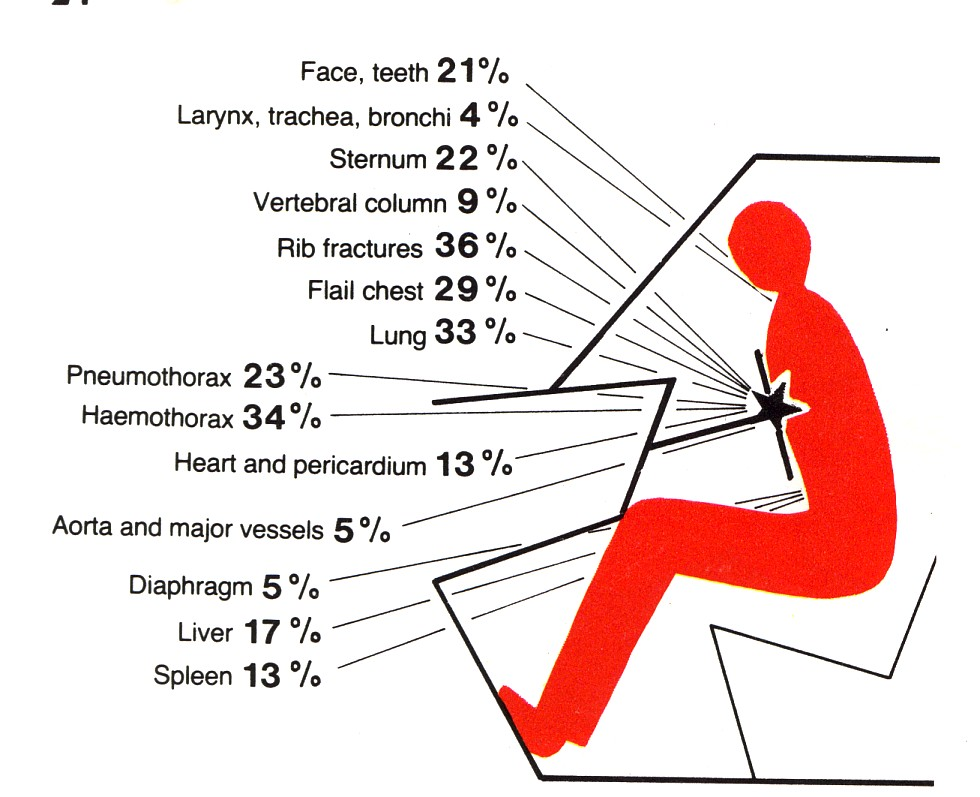 Face, teeth 21%
Larynx, trachea, bronchi 4 %
Sternum 22 %
Vertebral column 9 %
Rib fractures 36 %
Flail chest 29 %
Lung 33 %
Pneumothorax 23 %
Haemothorax 34 %
Heart and pericardium 13 %
Aorta and major vessels 5 %
Diaphragm 5 %
Liver 17 %
Spleen 13 %